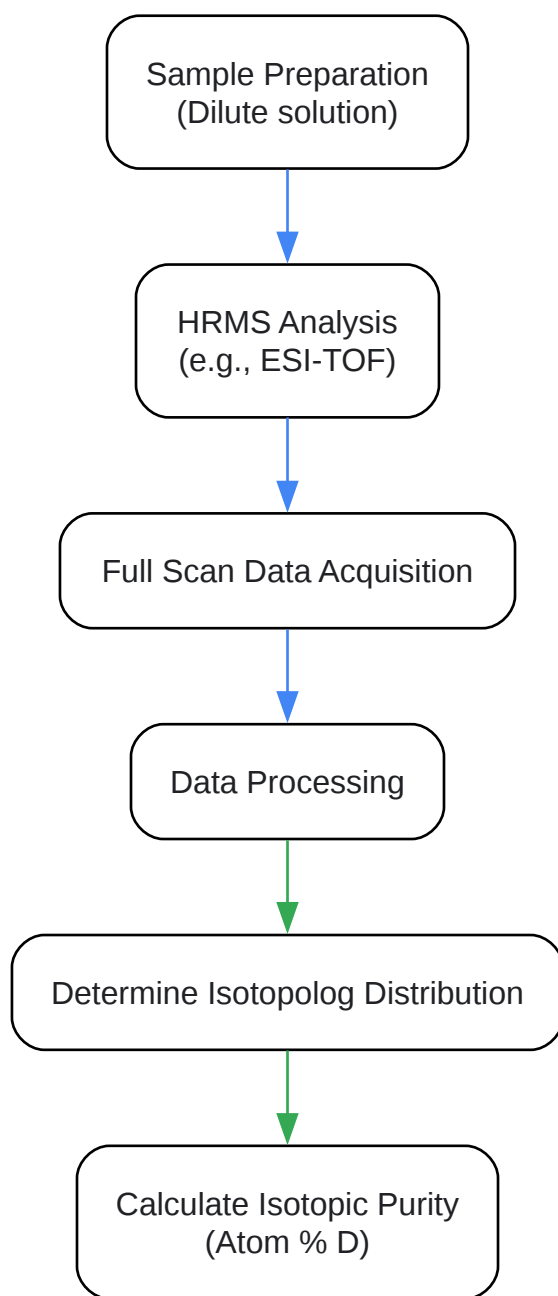 Sample Preparation
(Dilute solution)
HRMS Analysis
(e.g., ESI-TOF)
Full Scan Data Acquisition
Data Processing
Determine Isotopolog Distribution
Calculate Isotopic Purity
(Atom % D)